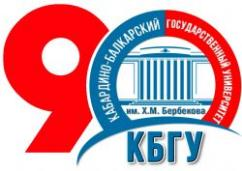 90
КАБАРДИНО-БАЛКАРСКИЙ ГОСУДАРСТВЕННЫЙ УНИВЕРСИТЕТ
им. Х.М. Бербекова
КБГУ